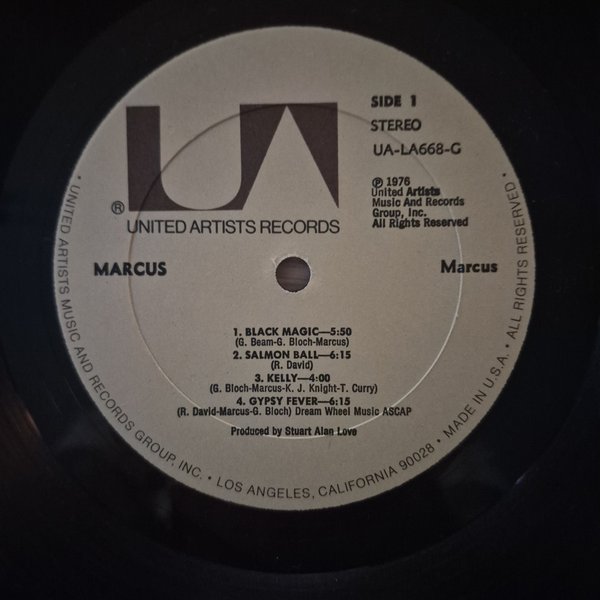 UA
®
UNITED ARTISTS RECORDS
SIDE 1
STEREO
UA-LA668-G
℗ 1976
United Artists
Music And Records
Group, Inc.
All Rights Reserved
MARCUS
Marcus
1. BLACK MAGIC—5:50
(G. Beam-G. Bloch-Marcus)
2. SALMON BALL—6:15
(R. David)
3. KELLY—4:00
(G. Bloch-Marcus-K. J. Knight-T. Curry)
4. GYPSY FEVER—6:15
(R. David-Marcus-G. Bloch) Dream Wheel Music ASCAP
Produced by Stuart Alan Love
• UNITED ARTISTS MUSIC AND RECORDS GROUP, INC. • LOS ANGELES, CALIFORNIA 90028 • MADE IN U.S.A. • ALL RIGHTS RESERVED •